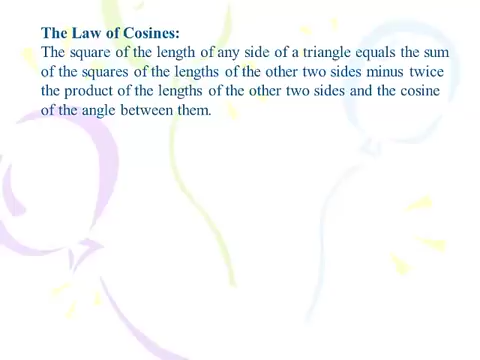 The Law of Cosines:
The square of the length of any side of a triangle equals the sum
of the squares of the lengths of the other two sides minus twice
the product of the lengths of the other two sides and the cosine
of the angle between them.